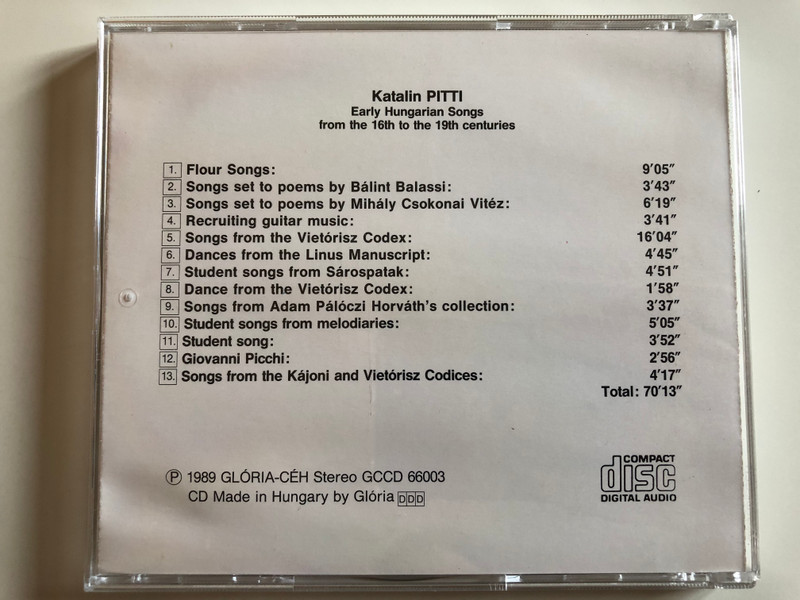 Katalin PITTI
Early Hungarian Songs
from the 16th to the 19th centuries
1. Flour Songs: 9′05″
2. Songs set to poems by Bálint Balassi: 3′43″
3. Songs set to poems by Mihály Csokonai Vitéz: 6′19″
4. Recruiting guitar music: 3′41″
5. Songs from the Vietórisz Codex: 16′04″
6. Dances from the Linus Manuscript: 4′45″
7. Student songs from Sárospatak: 4′51″
8. Dance from the Vietórisz Codex: 1′58″
9. Songs from Adam Pálóczi Horváth's collection: 3′37″
10. Student songs from melodiaries: 5′05″
11. Student song: 3′52″
12. Giovanni Picchi: 2′56″
13. Songs from the Kájoni and Vietórisz Codices: 4′17″
Total: 70′13″
Ⓟ 1989 GLÓRIA-CÉH Stereo GCCD 66003
CD Made in Hungary by Glória DDD
COMPACT
disc
DIGITAL AUDIO